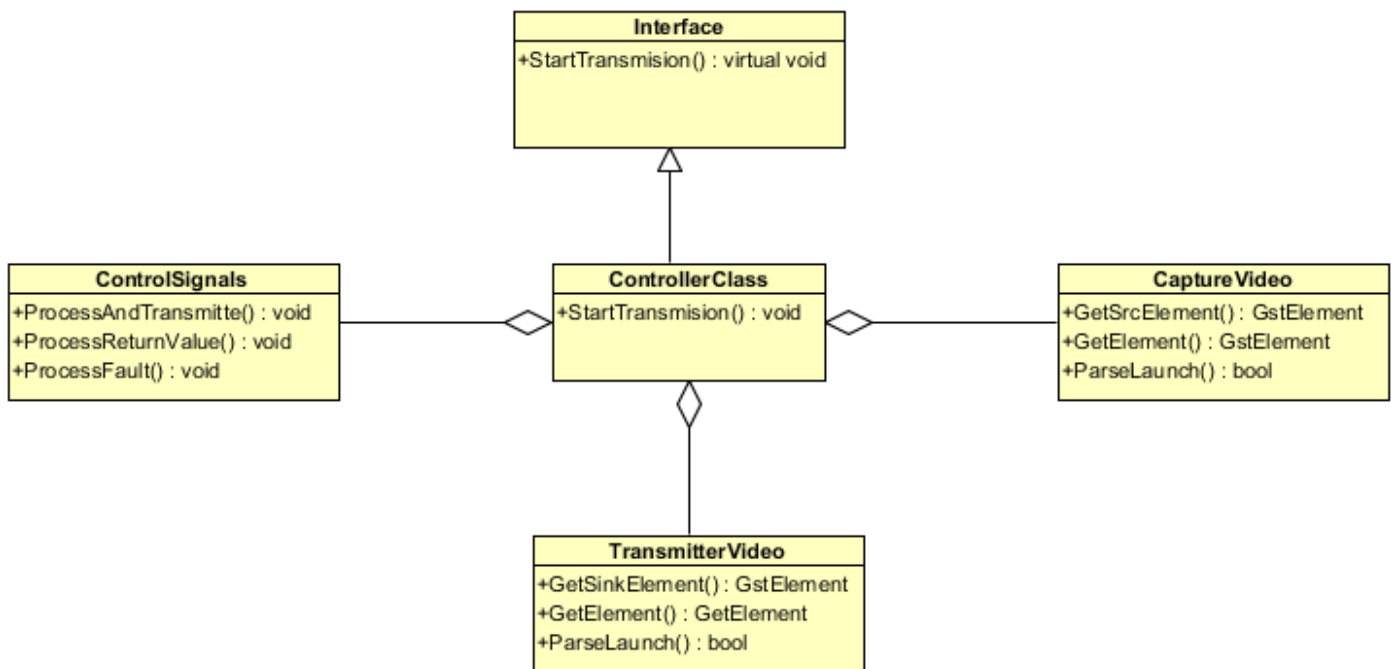 Interface
+StartTransmision() : virtual void
ControlSignals
+ProcessAndTransmitte() : void
+ProcessReturnValue() : void
+ProcessFault() : void
ControllerClass
+StartTransmision() : void
CaptureVideo
+GetSrcElement() : GstElement
+GetElement() : GstElement
+ParseLaunch() : bool
TransmitterVideo
+GetSinkElement() : GstElement
+GetElement() : GetElement
+ParseLaunch() : bool